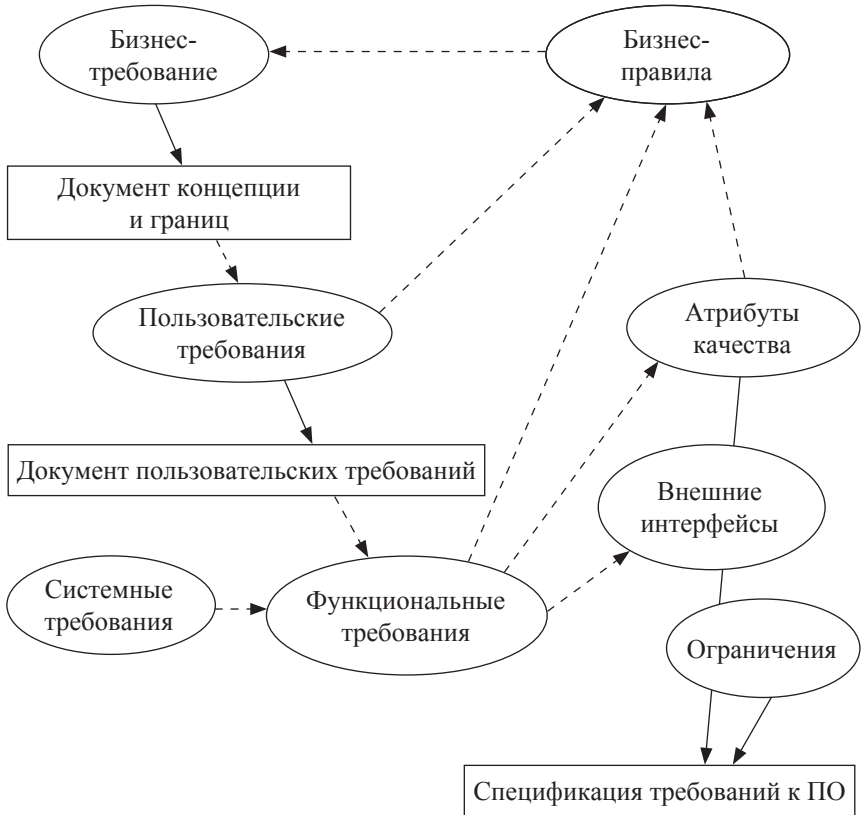 Бизнес-
требование
Бизнес-
правила
Документ концепции
и границ
Пользовательские
требования
Атрибуты
качества
Документ пользовательских требований
Внешние
интерфейсы
Системные
требования
Функциональные
требования
Ограничения
Спецификация требований к ПО